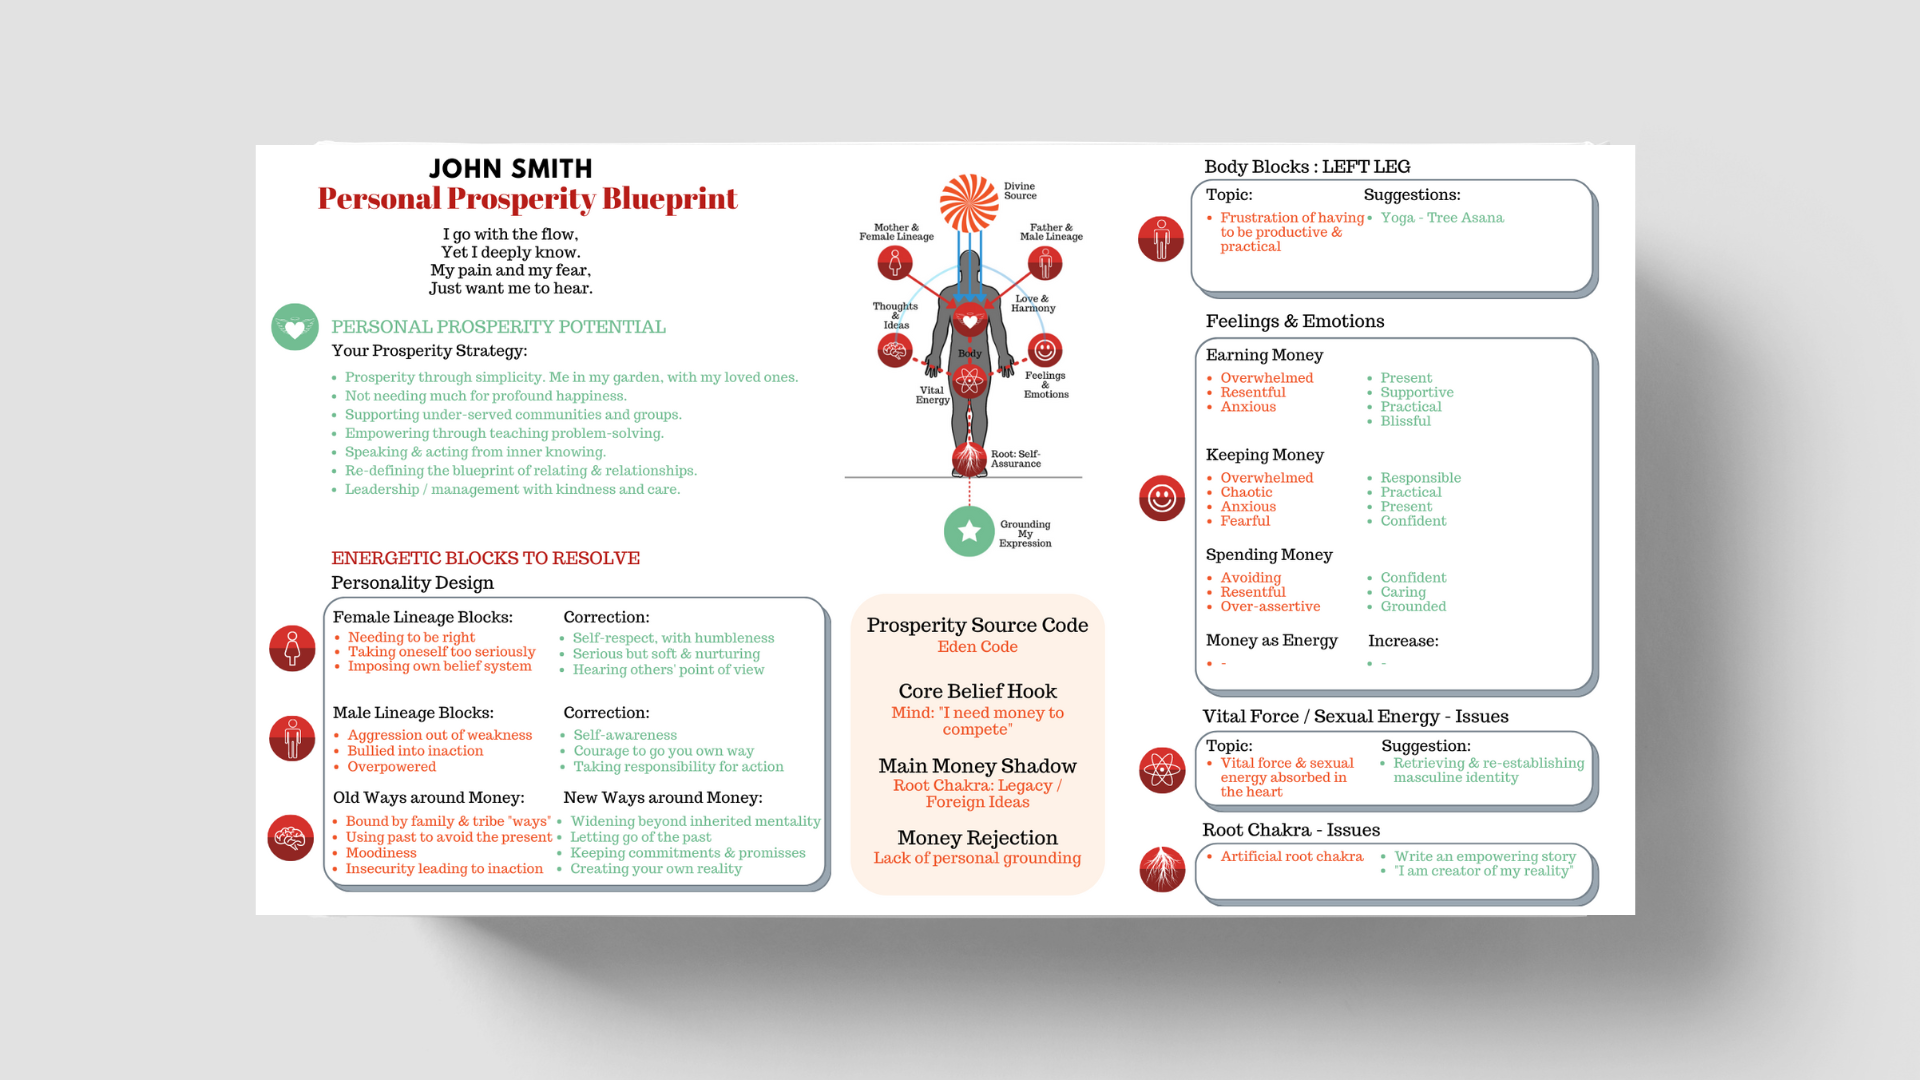 JOHN SMITH
Personal Prosperity Blueprint
I go with the flow,
Yet I deeply know.
My pain and my fear,
Just want me to hear.
PERSONAL PROSPERITY POTENTIAL
Your Prosperity Strategy:
• Prosperity through simplicity. Me in my garden, with my loved ones.
• Not needing much for profound happiness.
• Supporting under-served communities and groups.
• Empowering through teaching problem-solving.
• Speaking & acting from inner knowing.
• Re-defining the blueprint of relating & relationships.
• Leadership / management with kindness and care.
ENERGETIC BLOCKS TO RESOLVE
Personality Design
Female Lineage Blocks:
• Needing to be right
• Taking oneself too seriously
• Imposing own belief system
Correction:
• Self-respect, with humbleness
• Serious but soft & nurturing
• Hearing others' point of view
Male Lineage Blocks:
• Aggression out of weakness
• Bullied into inaction
• Overpowered
Correction:
• Self-awareness
• Courage to go you own way
• Taking responsibility for action
Old Ways around Money:
• Bound by family & tribe "ways"
• Using past to avoid the present
• Moodiness
• Insecurity leading to inaction
New Ways around Money:
• Widening beyond inherited mentality
• Letting go of the past
• Keeping commitments & promisses
• Creating your own reality
Divine
Source
Mother &
Female Lineage
Father &
Male Lineage
Thoughts
&
Ideas
Love &
Harmony
Body
Vital
Energy
Feelings
&
Emotions
Root: Self-
Assurance
Grounding
My
Expression
Prosperity Source Code
Eden Code
Core Belief Hook
Mind: "I need money to
compete"
Main Money Shadow
Root Chakra: Legacy /
Foreign Ideas
Money Rejection
Lack of personal grounding
Body Blocks : LEFT LEG
Topic:
• Frustration of having
to be productive &
practical
Suggestions:
• Yoga - Tree Asana
Feelings & Emotions
Earning Money
• Overwhelmed
• Resentful
• Anxious
• Present
• Supportive
• Practical
• Blissful
Keeping Money
• Overwhelmed
• Chaotic
• Anxious
• Fearful
• Responsible
• Practical
• Present
• Confident
Spending Money
• Avoiding
• Resentful
• Over-assertive
• Confident
• Caring
• Grounded
Money as Energy
• -
Increase:
• -
Vital Force / Sexual Energy - Issues
Topic:
• Vital force & sexual
energy absorbed in
the heart
Suggestion:
• Retrieving & re-establishing
masculine identity
Root Chakra - Issues
• Artificial root chakra
• Write an empowering story
• "I am creator of my reality"